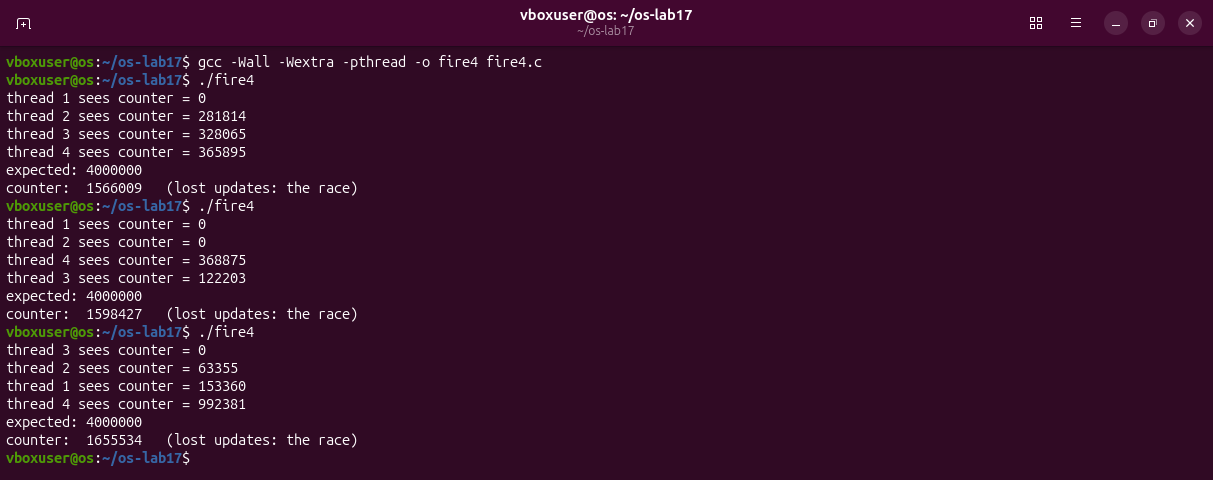 vboxuser@os: ~/os-lab17
~/os-lab17
vboxuser@os:~/os-lab17$ gcc -Wall -Wextra -pthread -o fire4 fire4.c
vboxuser@os:~/os-lab17$ ./fire4
thread 1 sees counter = 0
thread 2 sees counter = 281814
thread 3 sees counter = 328065
thread 4 sees counter = 365895
expected: 4000000
counter:  1566009   (lost updates: the race)
vboxuser@os:~/os-lab17$ ./fire4
thread 1 sees counter = 0
thread 2 sees counter = 0
thread 4 sees counter = 368875
thread 3 sees counter = 122203
expected: 4000000
counter:  1598427   (lost updates: the race)
vboxuser@os:~/os-lab17$ ./fire4
thread 3 sees counter = 0
thread 2 sees counter = 63355
thread 1 sees counter = 153360
thread 4 sees counter = 992381
expected: 4000000
counter:  1655534   (lost updates: the race)
vboxuser@os:~/os-lab17$